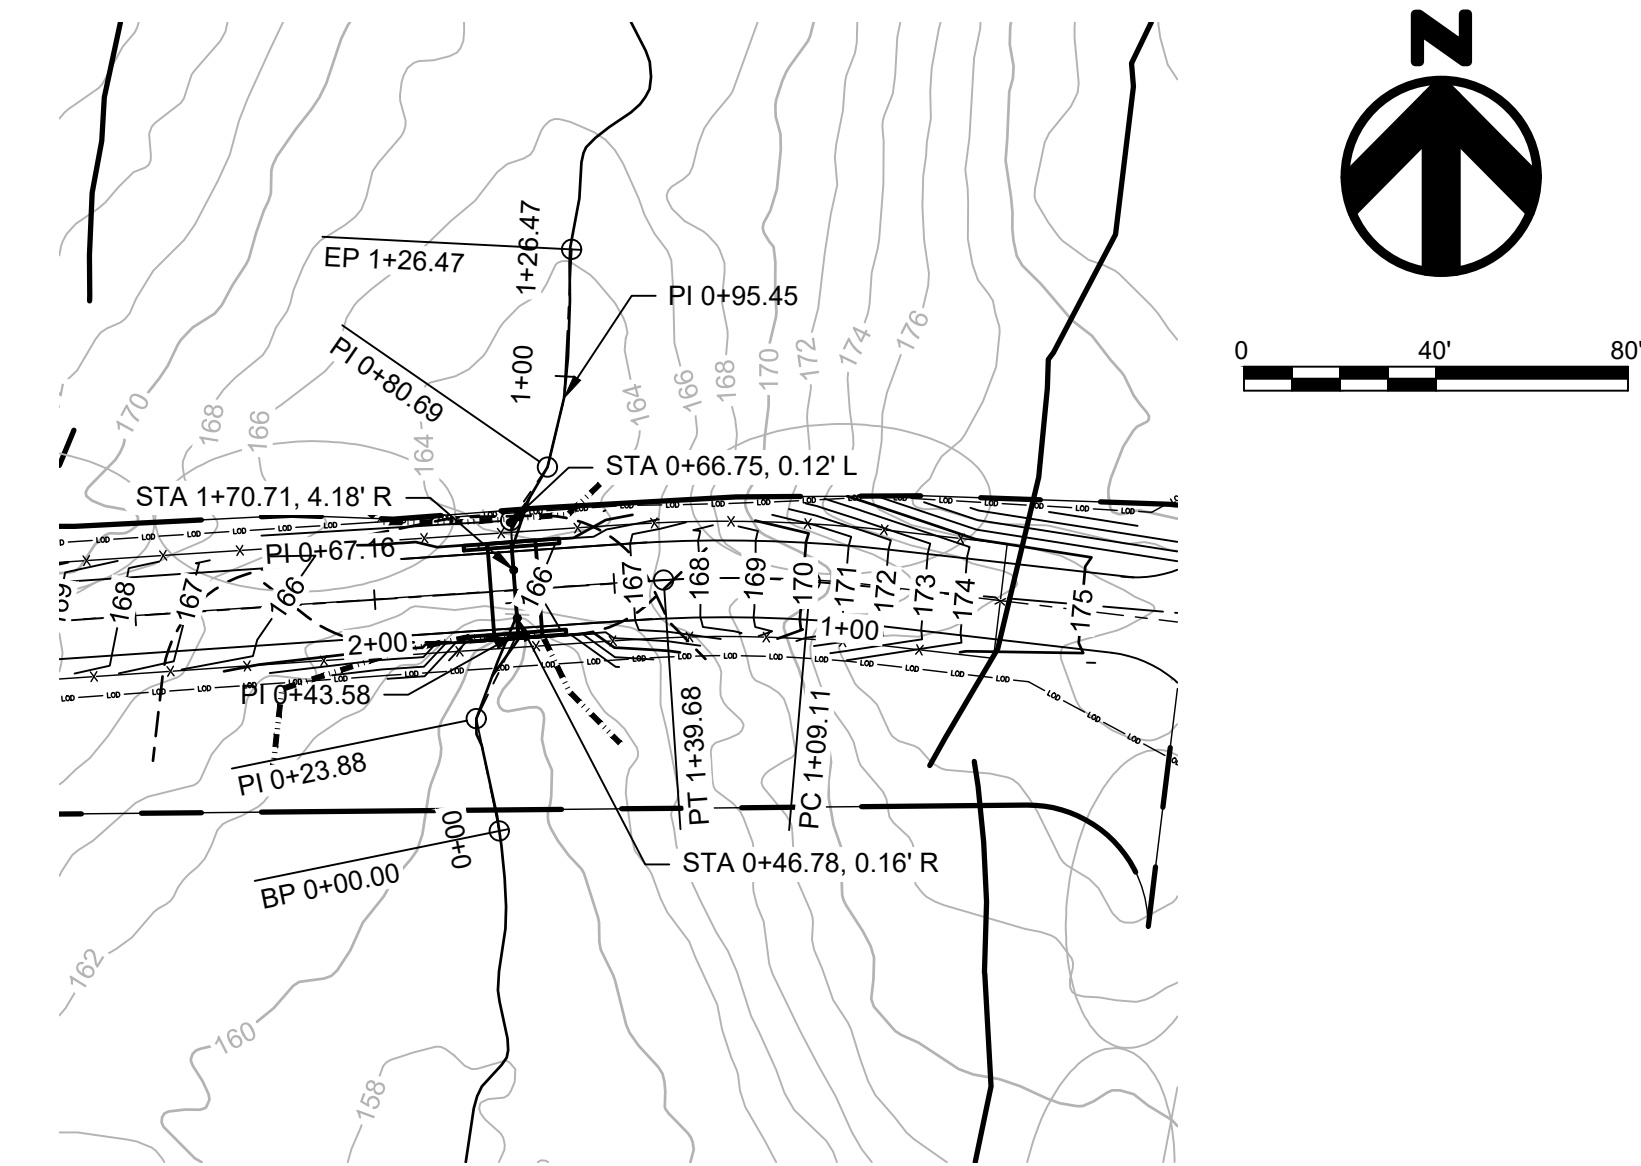 N
0 40' 80'
1+26.47
EP 1+26.47
PI 0+95.45
PI 0+80.69
1+00
176
174
172
170
168
166
164
170
168
166
164
STA 0+66.75, 0.12' L
STA 1+70.71, 4.18' R
PI 0+67.16
168
167
166
166
167
168
169
170
171
172
173
174
175
2+00
1+00
LOD
PI 0+43.58
PI 0+23.88
PT 1+39.68
PC 1+09.11
0+00
BP 0+00.00
STA 0+46.78, 0.16' R
162
160
158